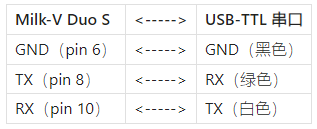 Milk-V Duo S <-----> USB-TTL 串口
GND（pin 6） <-----> GND（黑色）
TX（pin 8） <-----> RX（绿色）
RX（pin 10） <-----> TX（白色）